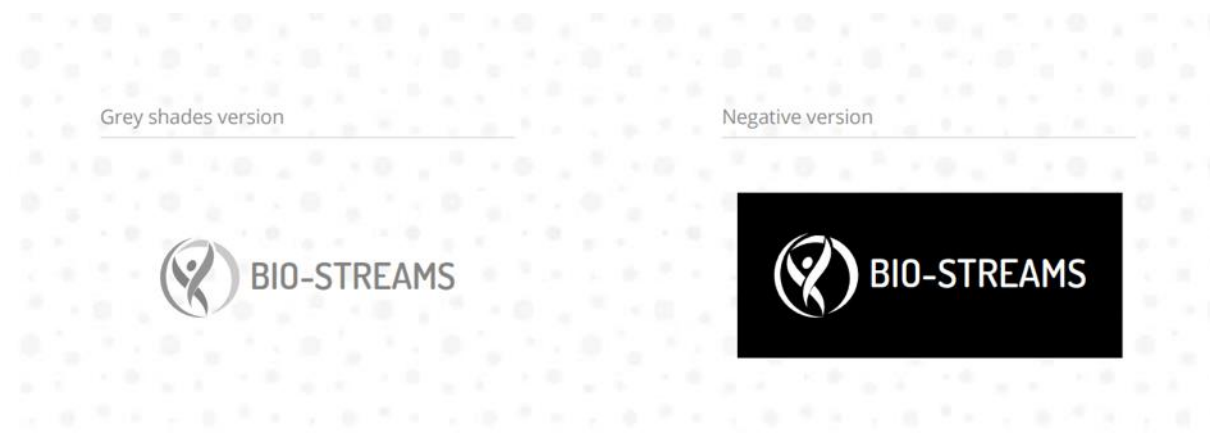 Grey shades version
Negative version
BIO-STREAMS
BIO-STREAMS